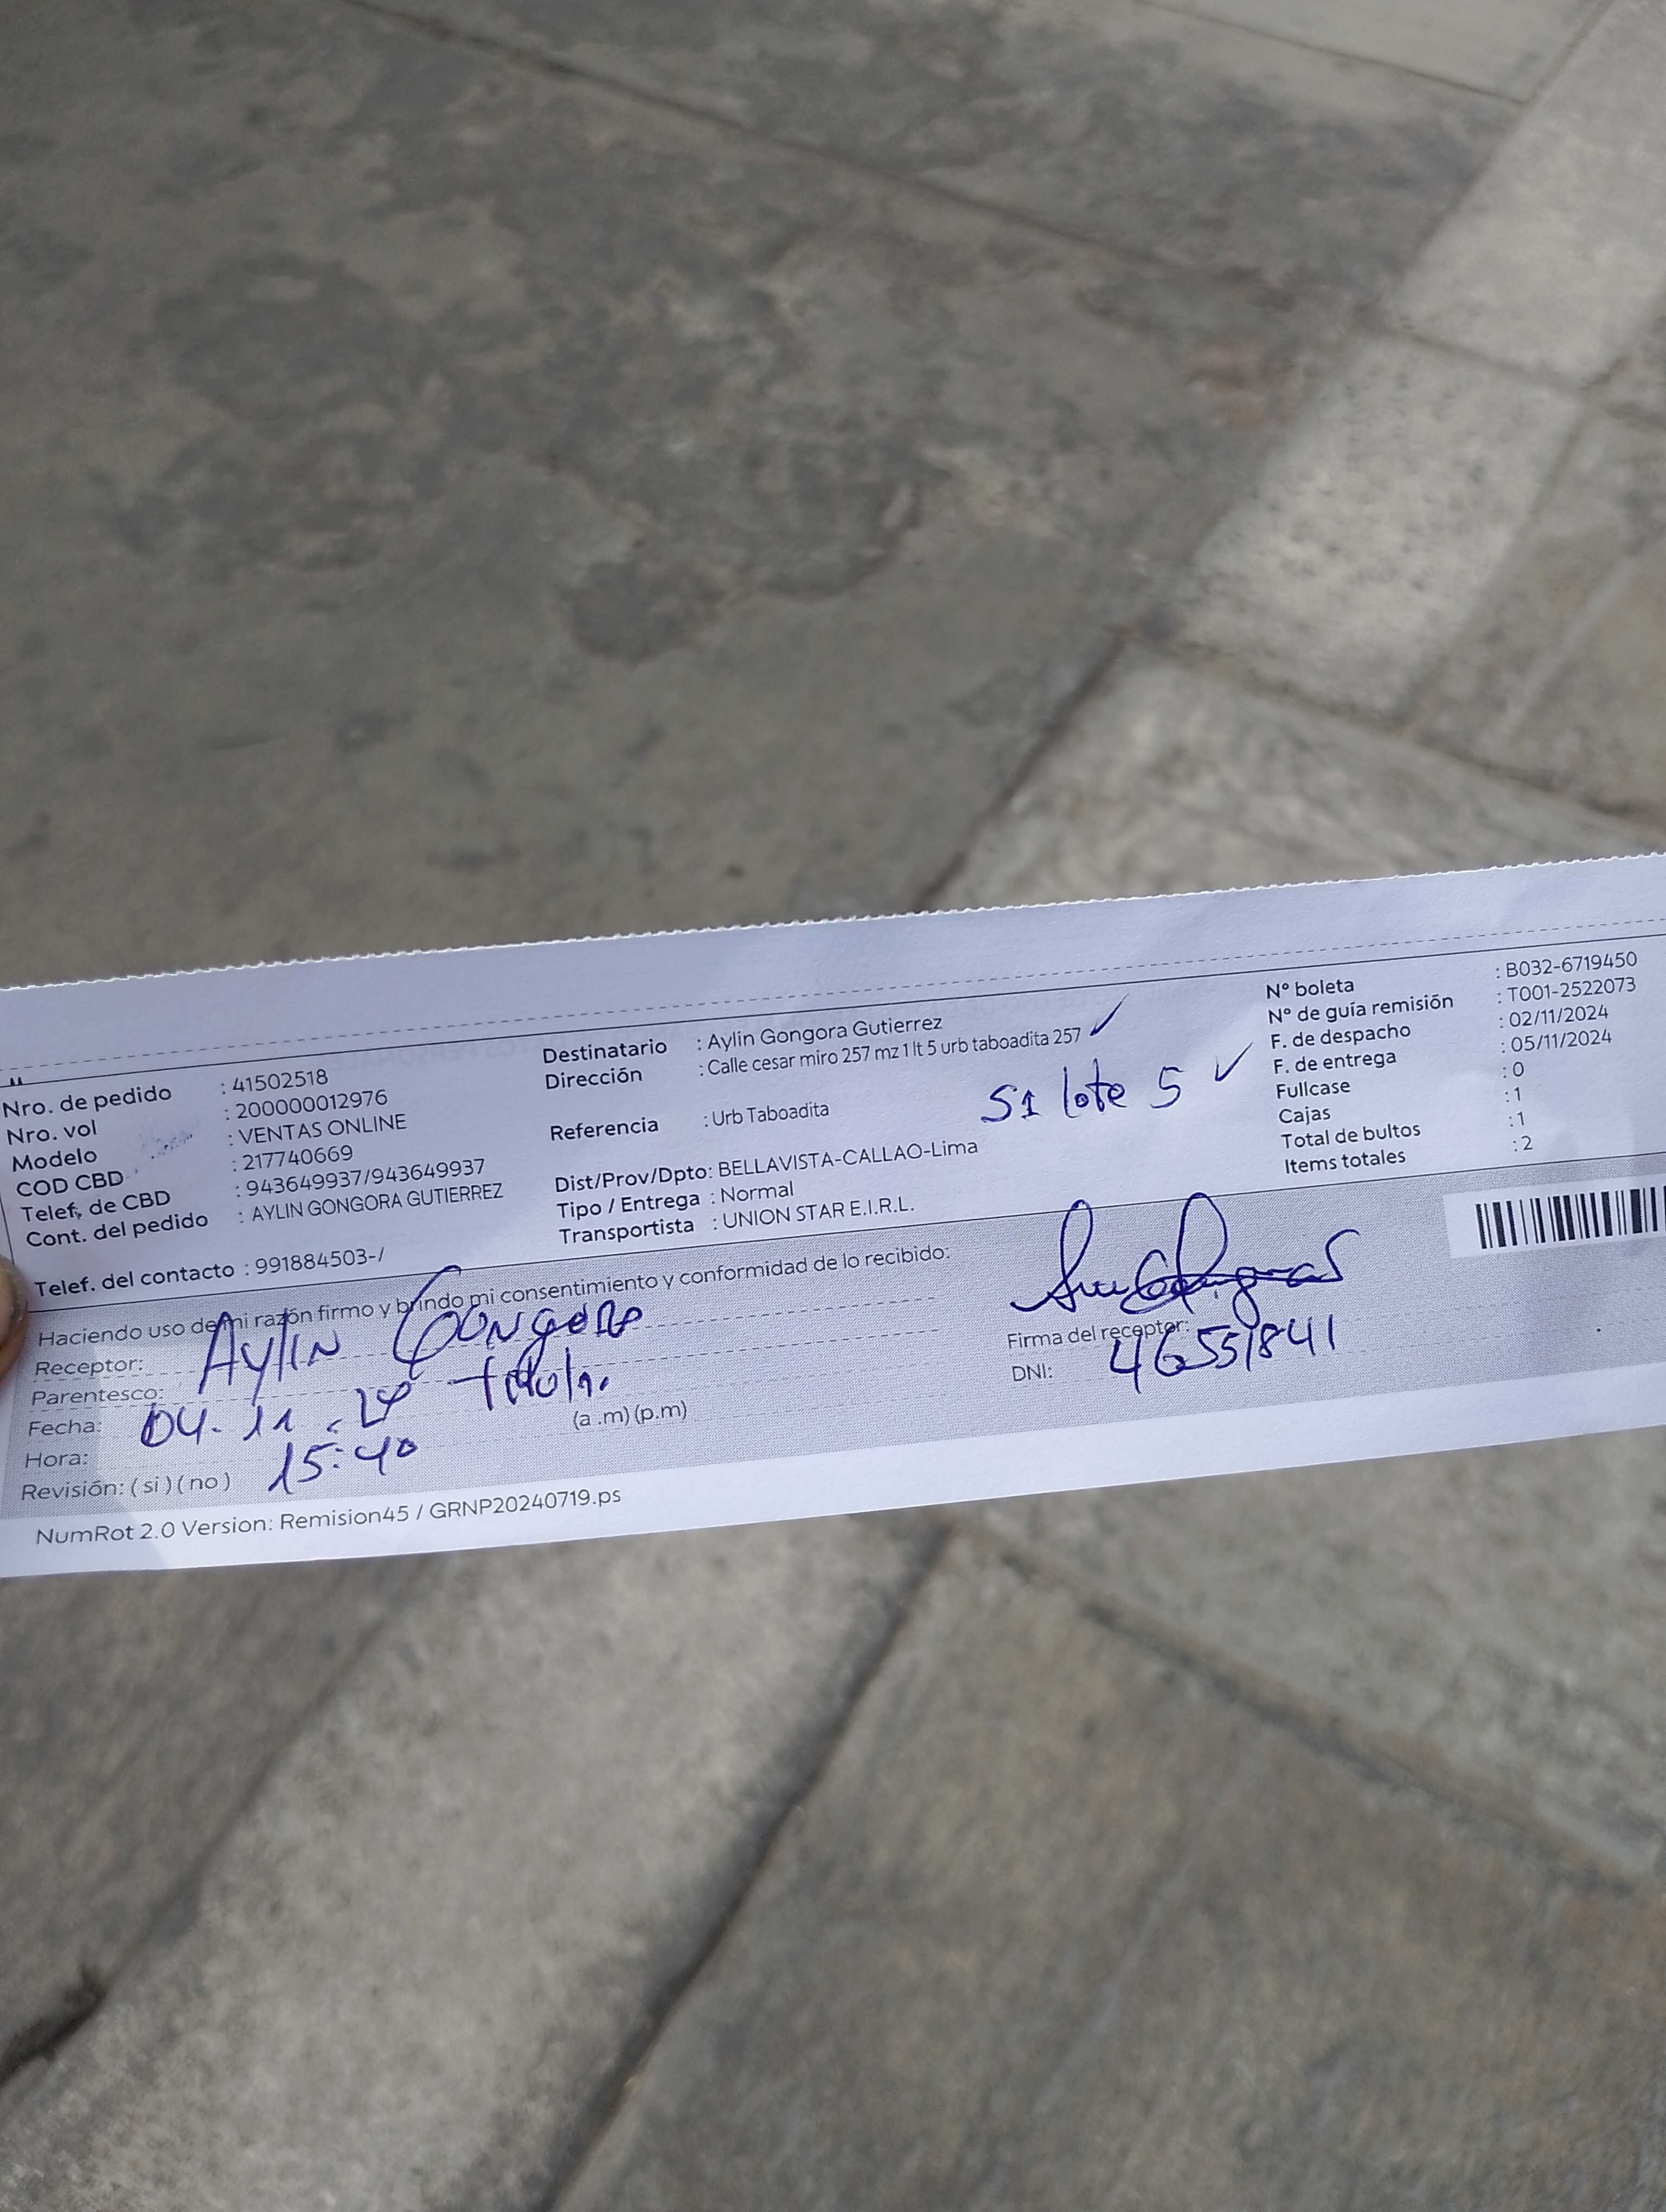 Nro. de pedido : 41502518
Nro. vol : 200000012976
Modelo : VENTAS ONLINE
COD CBD : 217740669
Telef. de CBD : 943649937/943649937
Cont. del pedido : AYLIN GONGORA GUTIERREZ
Telef. del contacto : 991884503-/
Destinatario : Aylin Gongora Gutierrez
Dirección : Calle cesar miro 257 mz 1 lt 5 urb taboadita 257
Referencia : Urb Taboadita
S1 lote 5
Dist/Prov/Dpto: BELLAVISTA-CALLAO-Lima
Tipo / Entrega : Normal
Transportista : UNION STAR E.I.R.L.
Nº boleta : B032-6719450
Nº de guía remisión : T001-2522073
F. de despacho : 02/11/2024
F. de entrega : 05/11/2024
Fullcase : 0
Cajas : 1
Total de bultos : 1
Items totales : 2
Haciendo uso de mi razón firmo y brindo mi consentimiento y conformidad de lo recibido:
Receptor: Aylin Gongora
Parentesco:
Fecha: 04.11.24
Hora: 15:40 (a .m) (p.m)
Revisión: ( si ) ( no )
Firma del receptor:
DNI: 46551841
NumRot 2.0 Version: Remision45 / GRNP20240719.ps